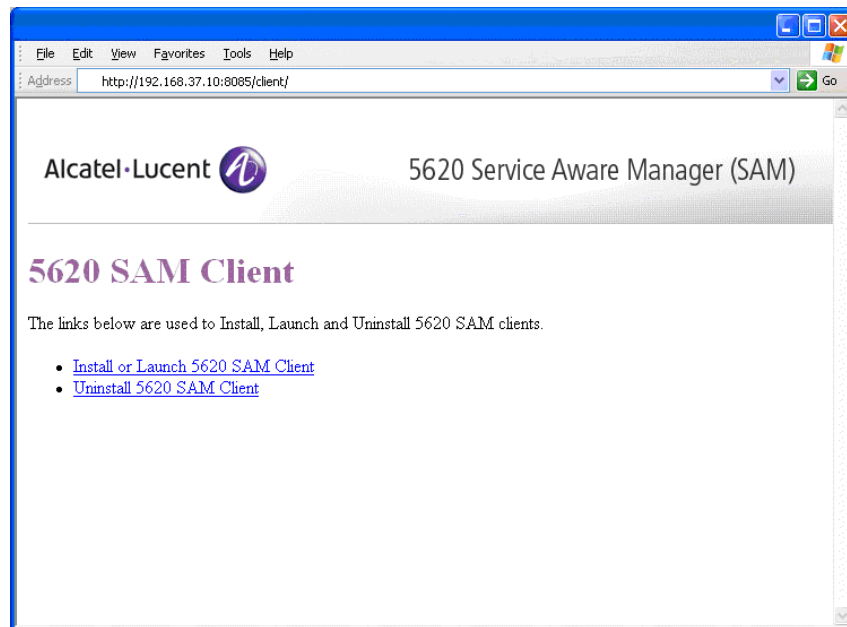 File Edit View Favorites Tools Help
Address http://192.168.37.10:8085/client/ Go
Alcatel·Lucent 5620 Service Aware Manager (SAM)
5620 SAM Client
The links below are used to Install, Launch and Uninstall 5620 SAM clients.
• Install or Launch 5620 SAM Client
• Uninstall 5620 SAM Client